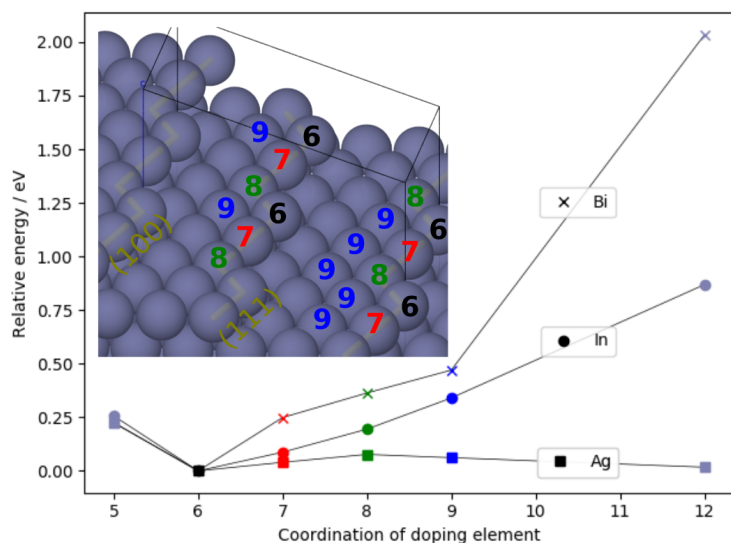 Relative energy / eV
2.00
1.75
1.50
1.25
1.00
0.75
0.50
0.25
0.00
9 6
7
8 8
9 6 9 6
7 9 7
8 9 8
9 6
9 7
(100)
(111)
Bi
In
Ag
5 6 7 8 9 10 11 12
Coordination of doping element